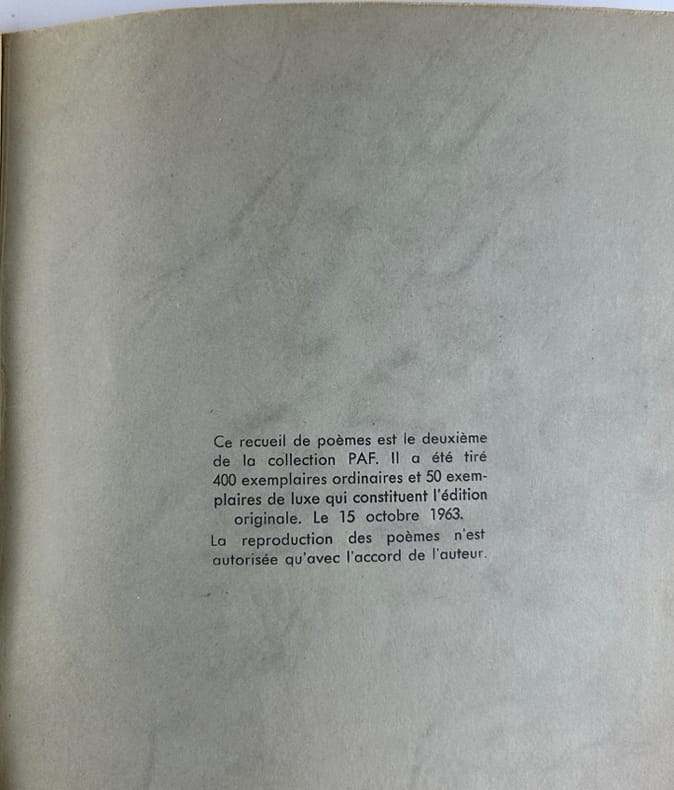 Ce recueil de poèmes est le deuxième
de la collection PAF. Il a été tiré
400 exemplaires ordinaires et 50 exem-
plaires de luxe qui constituent l'édition
originale. Le 15 octobre 1963.
La reproduction des poèmes n'est
autorisée qu'avec l'accord de l'auteur.